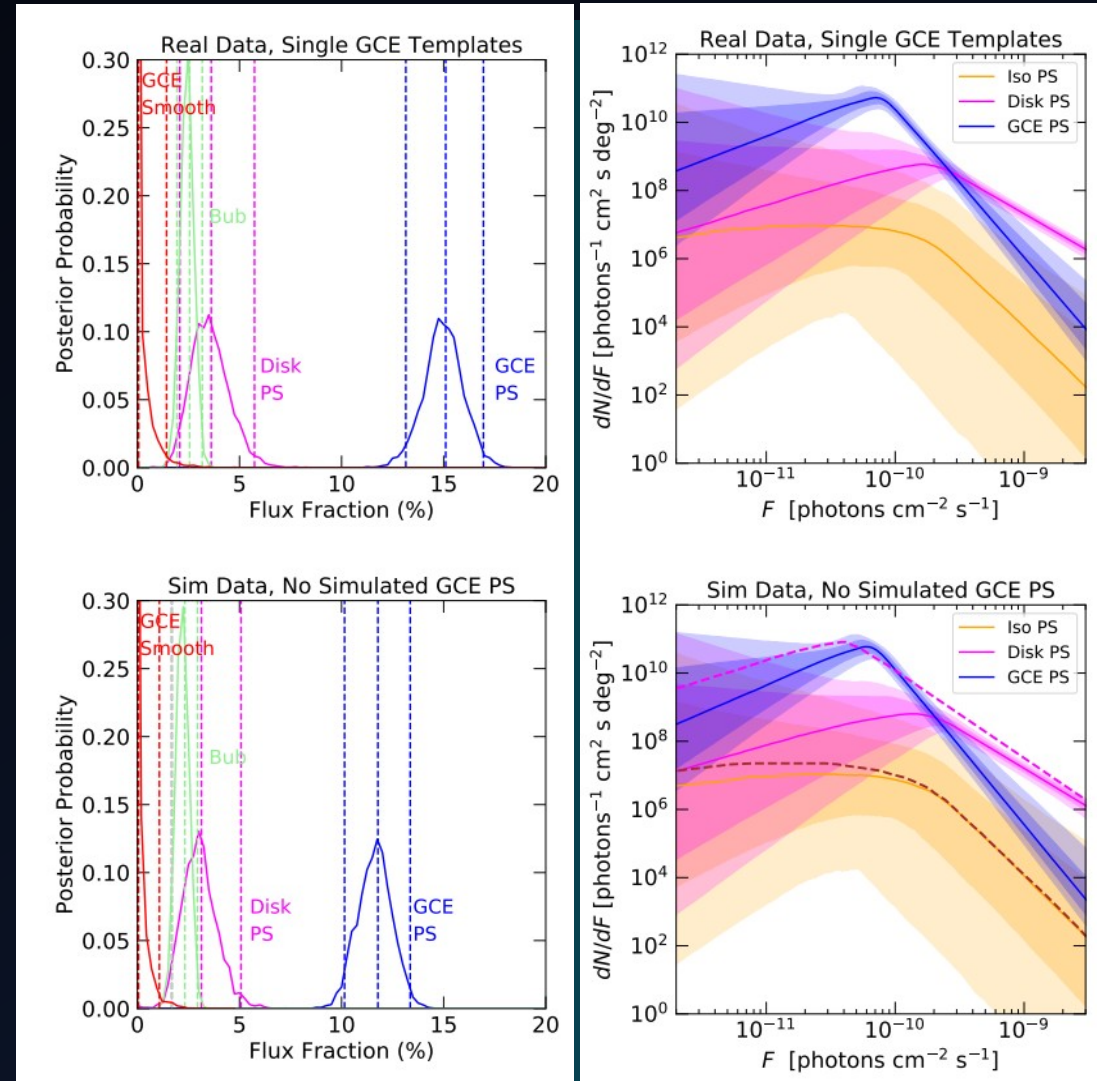 Real Data, Single GCE Templates
0.30
0.25
0.20
0.15
0.10
0.05
0.00
Posterior Probability
GCE
Smooth
Bub
Disk
PS
GCE
PS
0
5
10
15
20
Flux Fraction (%)
Real Data, Single GCE Templates
10¹²
10¹⁰
10⁸
10⁶
10⁴
10²
10⁰
dN/dF [photons⁻¹ cm² s deg⁻²]
Iso PS
Disk PS
GCE PS
10⁻¹¹
10⁻¹⁰
10⁻⁹
F [photons cm⁻² s⁻¹]
Sim Data, No Simulated GCE PS
0.30
0.25
0.20
0.15
0.10
0.05
0.00
Posterior Probability
GCE
Smooth
Bub
Disk
PS
GCE
PS
0
5
10
15
20
Flux Fraction (%)
Sim Data, No Simulated GCE PS
10¹²
10¹⁰
10⁸
10⁶
10⁴
10²
10⁰
dN/dF [photons⁻¹ cm² s deg⁻²]
Iso PS
Disk PS
GCE PS
10⁻¹¹
10⁻¹⁰
10⁻⁹
F [photons cm⁻² s⁻¹]